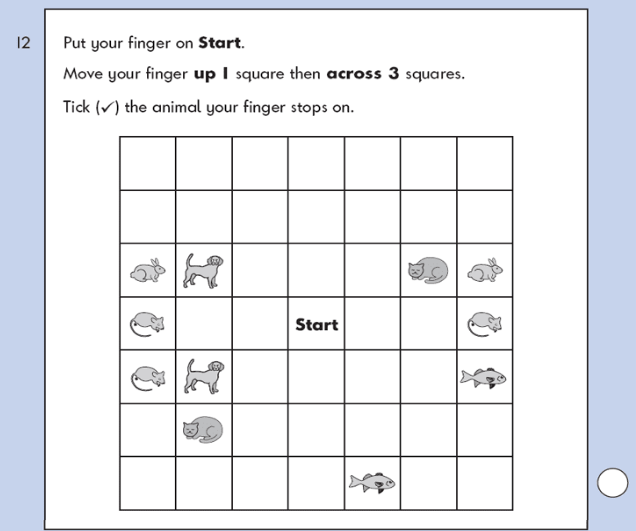 12
Put your finger on Start.
Move your finger up 1 square then across 3 squares.
Tick (✓) the animal your finger stops on.
Start